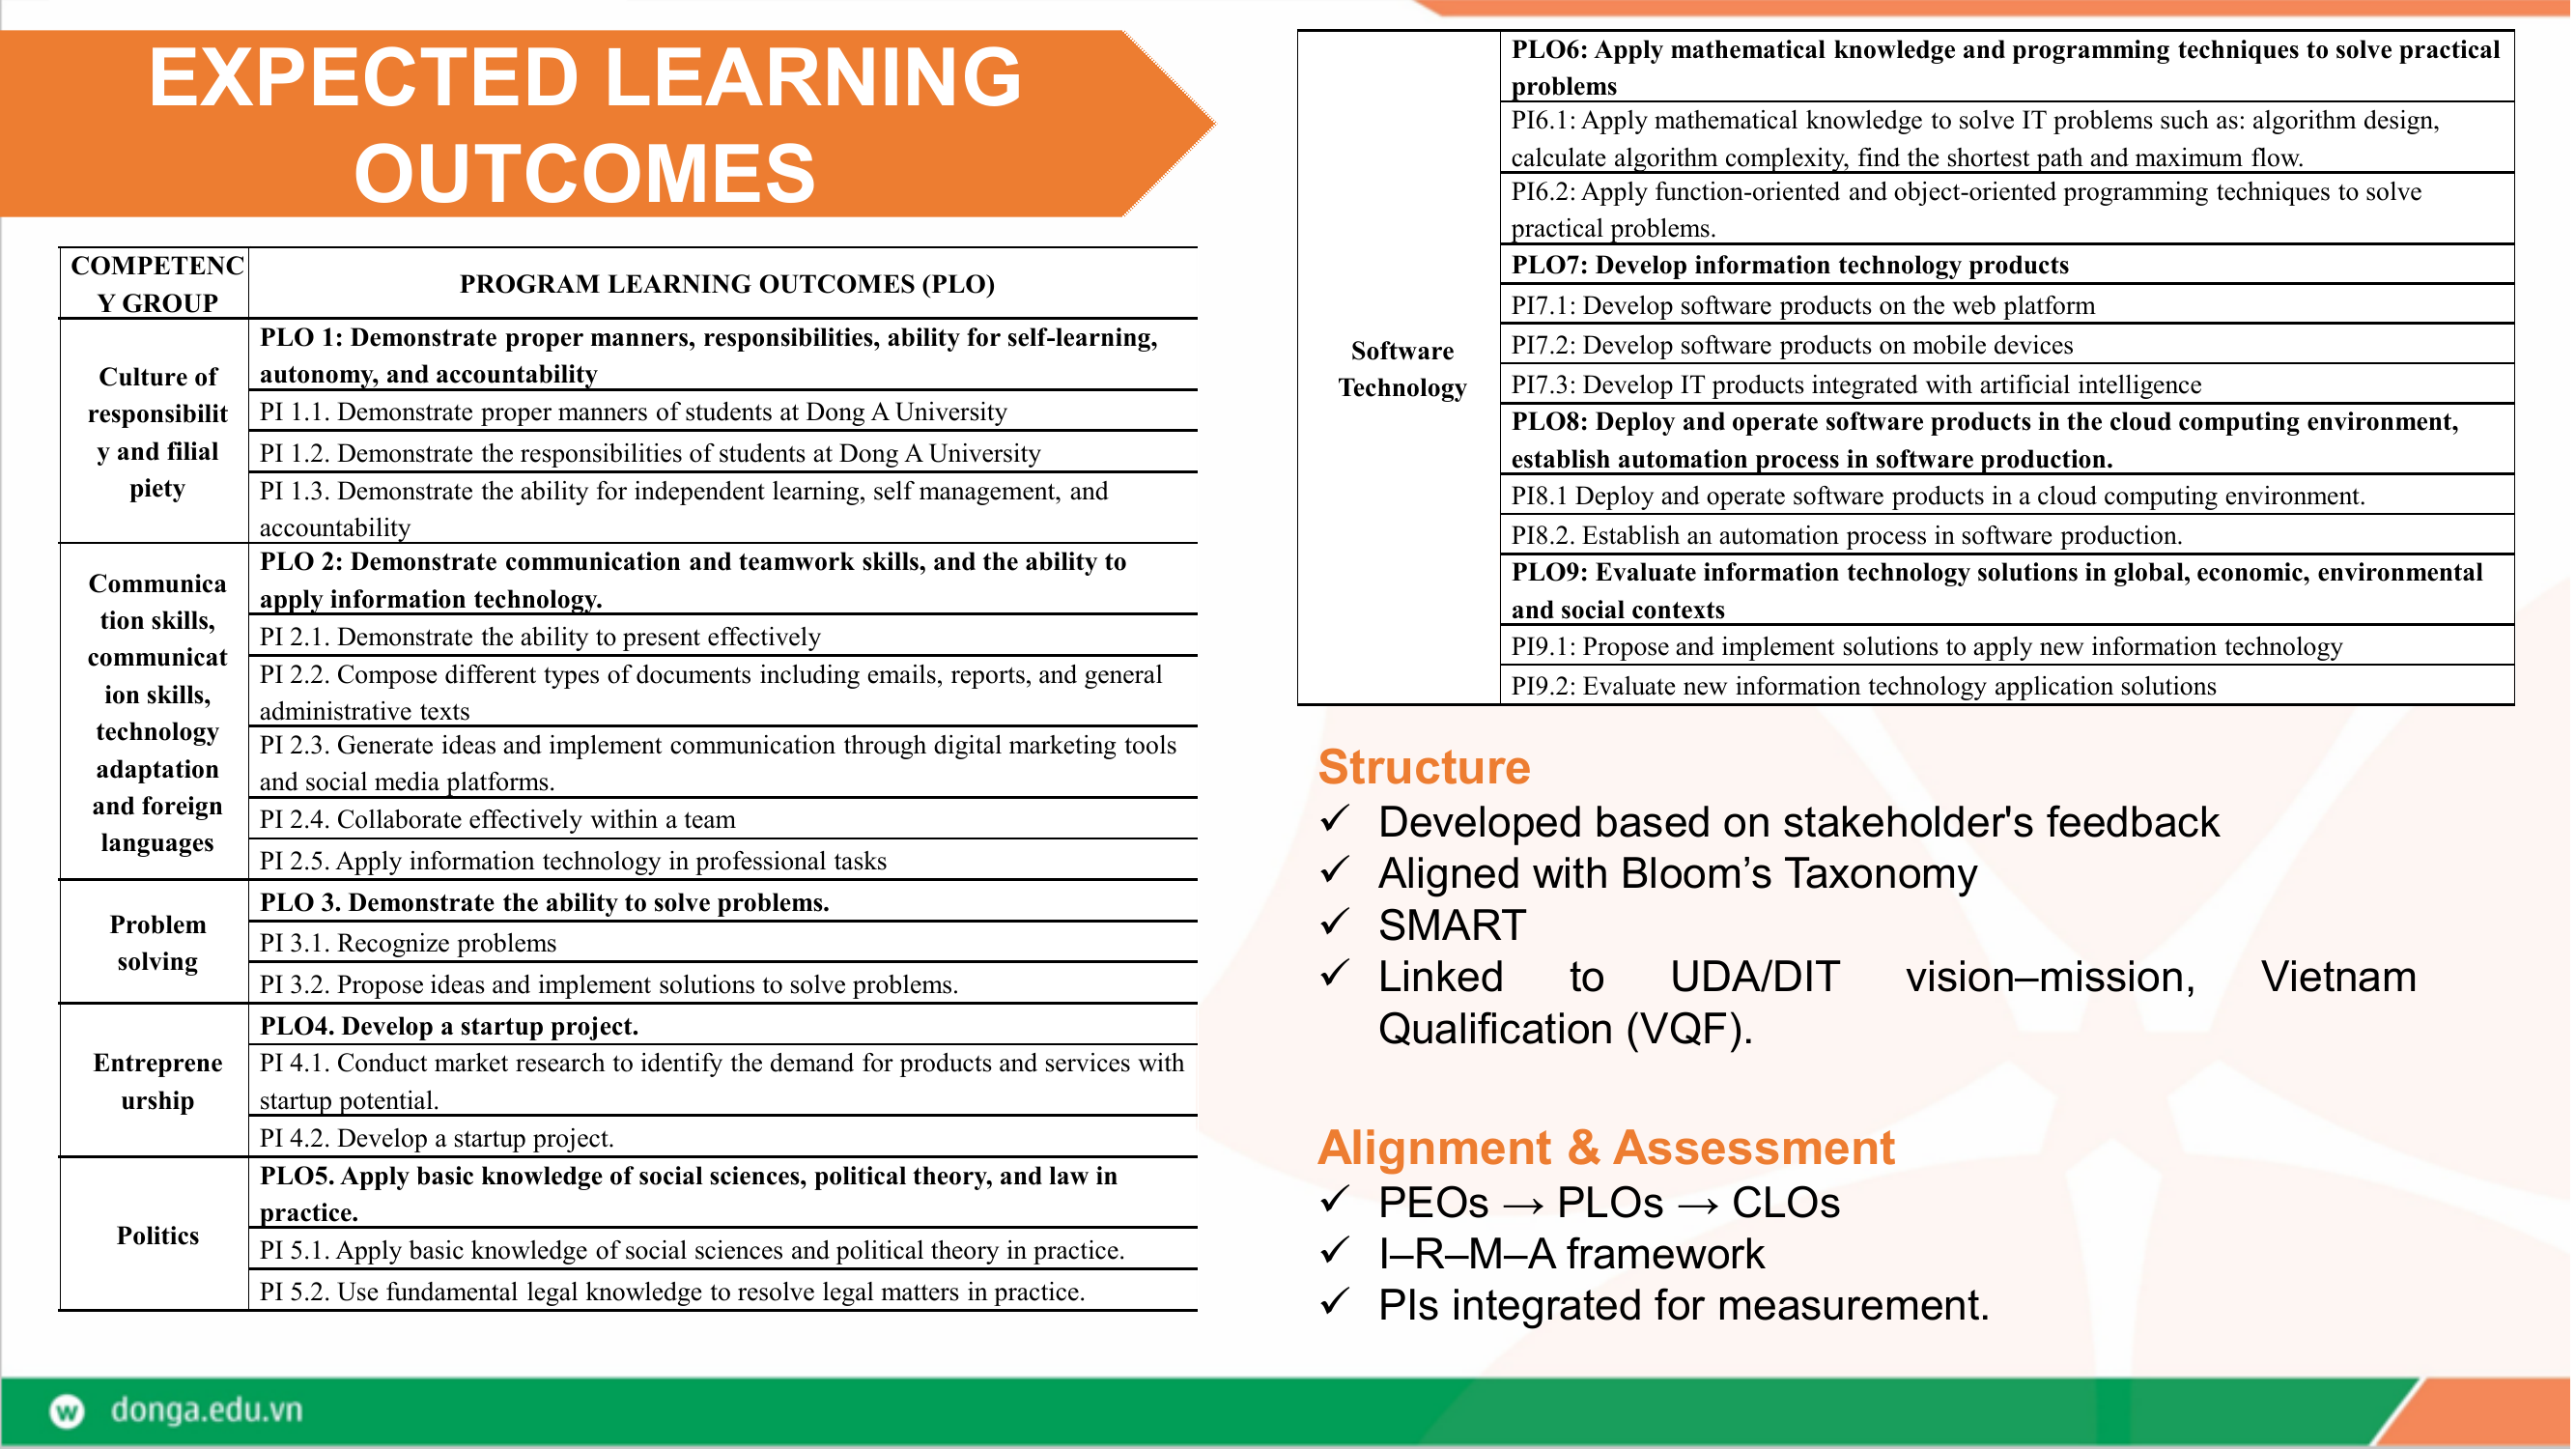 EXPECTED LEARNING
OUTCOMES
COMPETENC
Y GROUP
PROGRAM LEARNING OUTCOMES (PLO)
Culture of
responsibilit
y and filial
piety
PLO 1: Demonstrate proper manners, responsibilities, ability for self-learning,
autonomy, and accountability
PI 1.1. Demonstrate proper manners of students at Dong A University
PI 1.2. Demonstrate the responsibilities of students at Dong A University
PI 1.3. Demonstrate the ability for independent learning, self management, and
accountability
Communica
tion skills,
communicat
ion skills,
technology
adaptation
and foreign
languages
PLO 2: Demonstrate communication and teamwork skills, and the ability to
apply information technology.
PI 2.1. Demonstrate the ability to present effectively
PI 2.2. Compose different types of documents including emails, reports, and general
administrative texts
PI 2.3. Generate ideas and implement communication through digital marketing tools
and social media platforms.
PI 2.4. Collaborate effectively within a team
PI 2.5. Apply information technology in professional tasks
Problem
solving
PLO 3. Demonstrate the ability to solve problems.
PI 3.1. Recognize problems
PI 3.2. Propose ideas and implement solutions to solve problems.
Entreprene
urship
PLO4. Develop a startup project.
PI 4.1. Conduct market research to identify the demand for products and services with
startup potential.
PI 4.2. Develop a startup project.
Politics
PLO5. Apply basic knowledge of social sciences, political theory, and law in
practice.
PI 5.1. Apply basic knowledge of social sciences and political theory in practice.
PI 5.2. Use fundamental legal knowledge to resolve legal matters in practice.
Software
Technology
PLO6: Apply mathematical knowledge and programming techniques to solve practical
problems
PI6.1: Apply mathematical knowledge to solve IT problems such as: algorithm design,
calculate algorithm complexity, find the shortest path and maximum flow.
PI6.2: Apply function-oriented and object-oriented programming techniques to solve
practical problems.
PLO7: Develop information technology products
PI7.1: Develop software products on the web platform
PI7.2: Develop software products on mobile devices
PI7.3: Develop IT products integrated with artificial intelligence
PLO8: Deploy and operate software products in the cloud computing environment,
establish automation process in software production.
PI8.1 Deploy and operate software products in a cloud computing environment.
PI8.2. Establish an automation process in software production.
PLO9: Evaluate information technology solutions in global, economic, environmental
and social contexts
PI9.1: Propose and implement solutions to apply new information technology
PI9.2: Evaluate new information technology application solutions
Structure
✓ Developed based on stakeholder's feedback
✓ Aligned with Bloom’s Taxonomy
✓ SMART
✓ Linked to UDA/DIT vision–mission, Vietnam
Qualification (VQF).
Alignment & Assessment
✓ PEOs → PLOs → CLOs
✓ I–R–M–A framework
✓ PIs integrated for measurement.
w donga.edu.vn